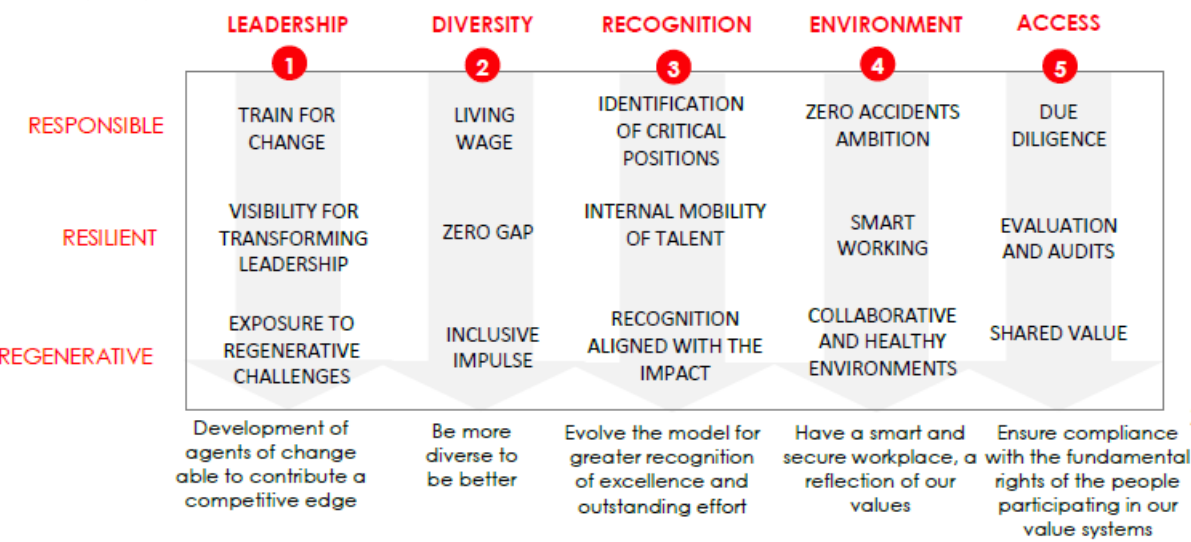 LEADERSHIP
DIVERSITY
RECOGNITION
ENVIRONMENT
ACCESS
1
2
3
4
5
RESPONSIBLE
TRAIN FOR
CHANGE
LIVING
WAGE
IDENTIFICATION
OF CRITICAL
POSITIONS
ZERO ACCIDENTS
AMBITION
DUE
DILIGENCE
RESILIENT
VISIBILITY FOR
TRANSFORMING
LEADERSHIP
ZERO GAP
INTERNAL MOBILITY
OF TALENT
SMART
WORKING
EVALUATION
AND AUDITS
REGENERATIVE
EXPOSURE TO
REGENERATIVE
CHALLENGES
INCLUSIVE
IMPULSE
RECOGNITION
ALIGNED WITH THE
IMPACT
COLLABORATIVE
AND HEALTHY
ENVIRONMENTS
SHARED VALUE
Development of
agents of change
able to contribute a
competitive edge
Be more
diverse to
be better
Evolve the model for
greater recognition
of excellence and
outstanding effort
Have a smart and
secure workplace, a
reflection of our
values
Ensure compliance
with the fundamental
rights of the people
participating in our
value systems